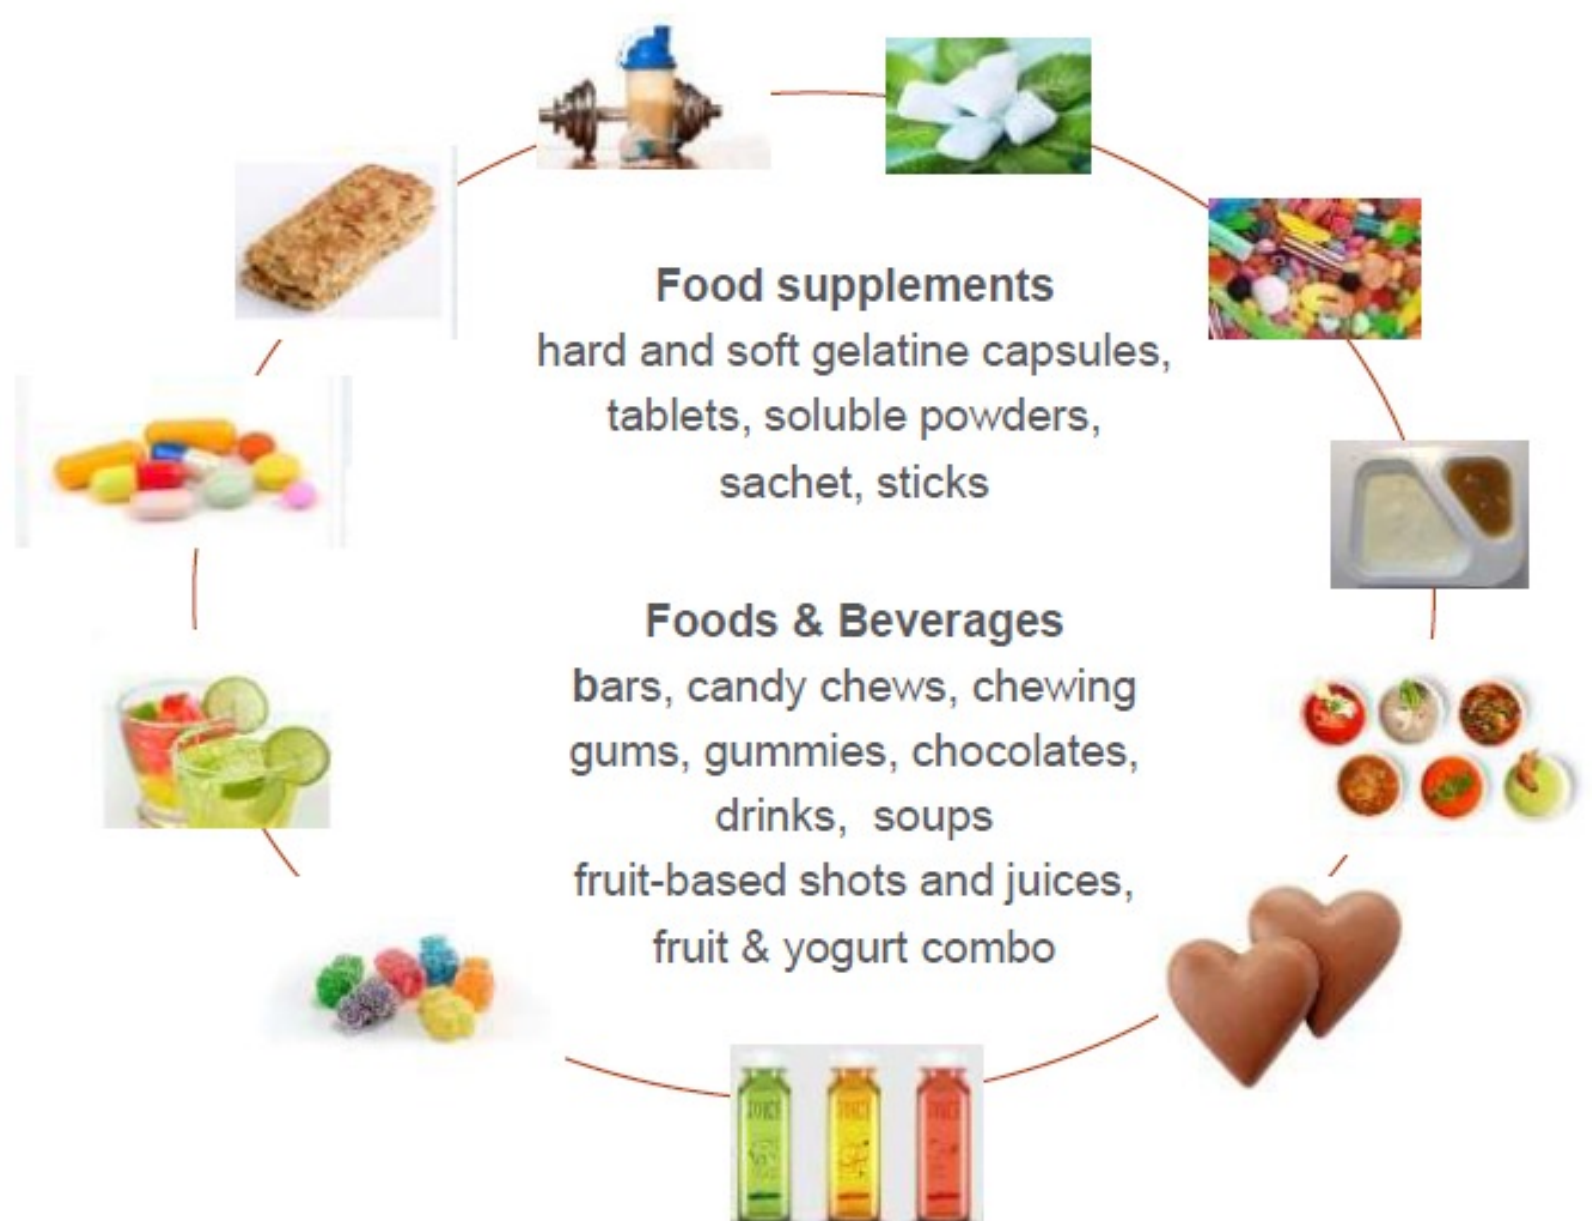 Food supplements
hard and soft gelatine capsules,
tablets, soluble powders,
sachet, sticks
Foods & Beverages
bars, candy chews, chewing
gums, gummies, chocolates,
drinks, soups
fruit-based shots and juices,
fruit & yogurt combo